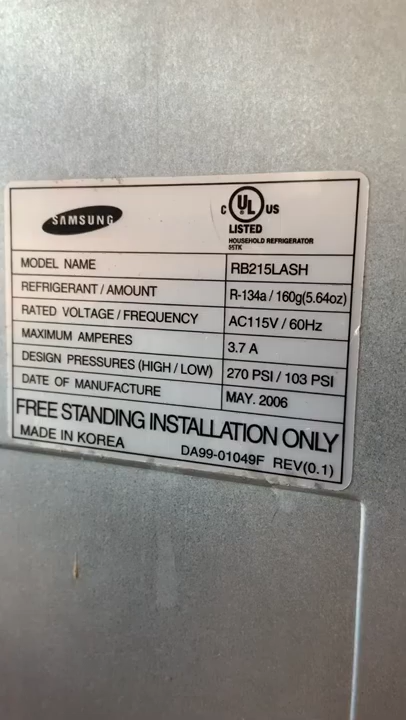 SAMSUNG
C UL US
LISTED
HOUSEHOLD REFRIGERATOR
MODEL NAME RB215LASH
REFRIGERANT / AMOUNT R-134a / 160g(5.64oz)
RATED VOLTAGE / FREQUENCY AC115V / 60Hz
MAXIMUM AMPERES 3.7 A
DESIGN PRESSURES (HIGH / LOW) 270 PSI / 103 PSI
DATE OF MANUFACTURE MAY. 2006
FREE STANDING INSTALLATION ONLY
MADE IN KOREA DA99-01049F REV(0.1)